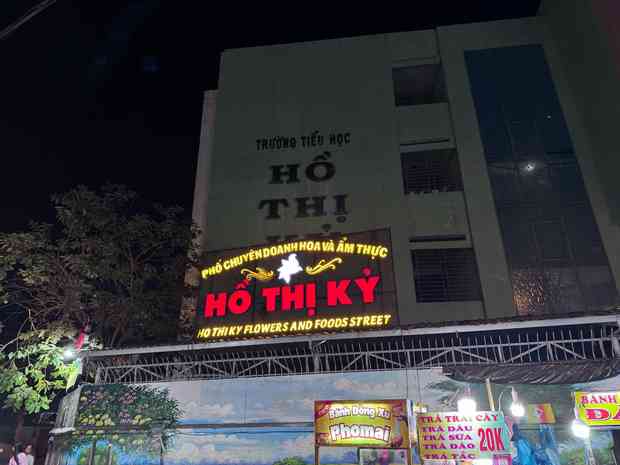 TRƯỜNG TIỂU HỌC
HỒ
THỊ
KỶ
PHỐ CHUYÊN DOANH HOA VÀ ẨM THỰC
HỒ THỊ KỶ
HO THI KY FLOWERS AND FOODS STREET
Bánh Đồng Xu
Phomai
TRÀ TRÁI CÂY
TRÀ DÂU
TRÀ SỮA
TRÀ ĐÀO
TRÀ TẮC
20K
BÁNH